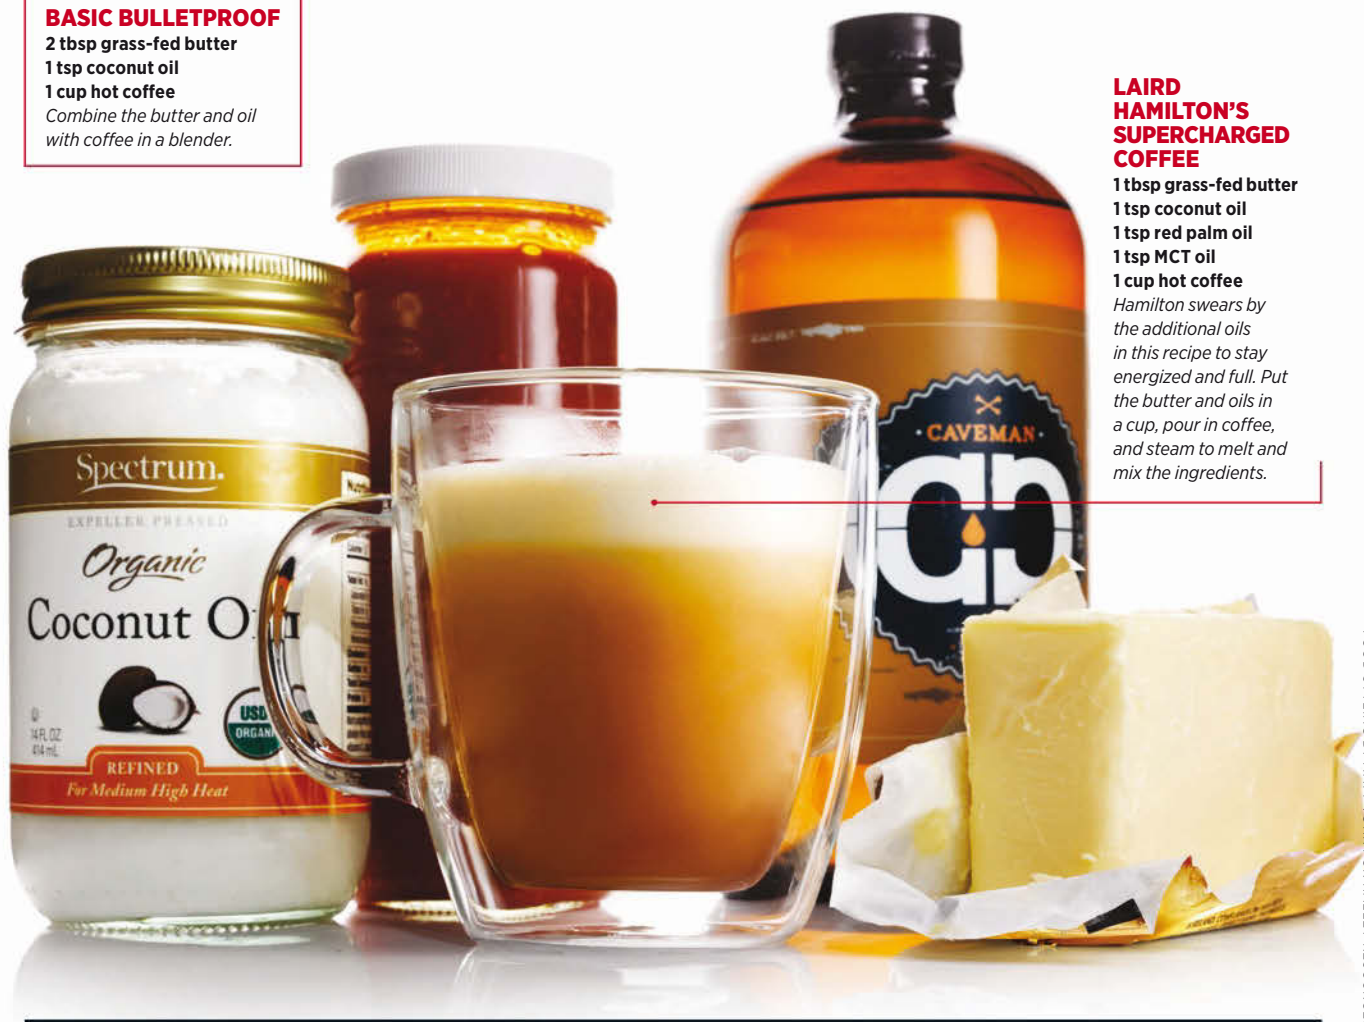 BASIC BULLETPROOF
2 tbsp grass-fed butter
1 tsp coconut oil
1 cup hot coffee
Combine the butter and oil
with coffee in a blender.
LAIRD
HAMILTON’S
SUPERCHARGED
COFFEE
1 tbsp grass-fed butter
1 tsp coconut oil
1 tsp red palm oil
1 tsp MCT oil
1 cup hot coffee
Hamilton swears by
the additional oils
in this recipe to stay
energized and full. Put
the butter and oils in
a cup, pour in coffee,
and steam to melt and
mix the ingredients.
Spectrum.
EXPELLER PRESSED
Organic
Coconut
14 FL OZ
414 mL
REFINED
For Medium High Heat
CAVEMAN